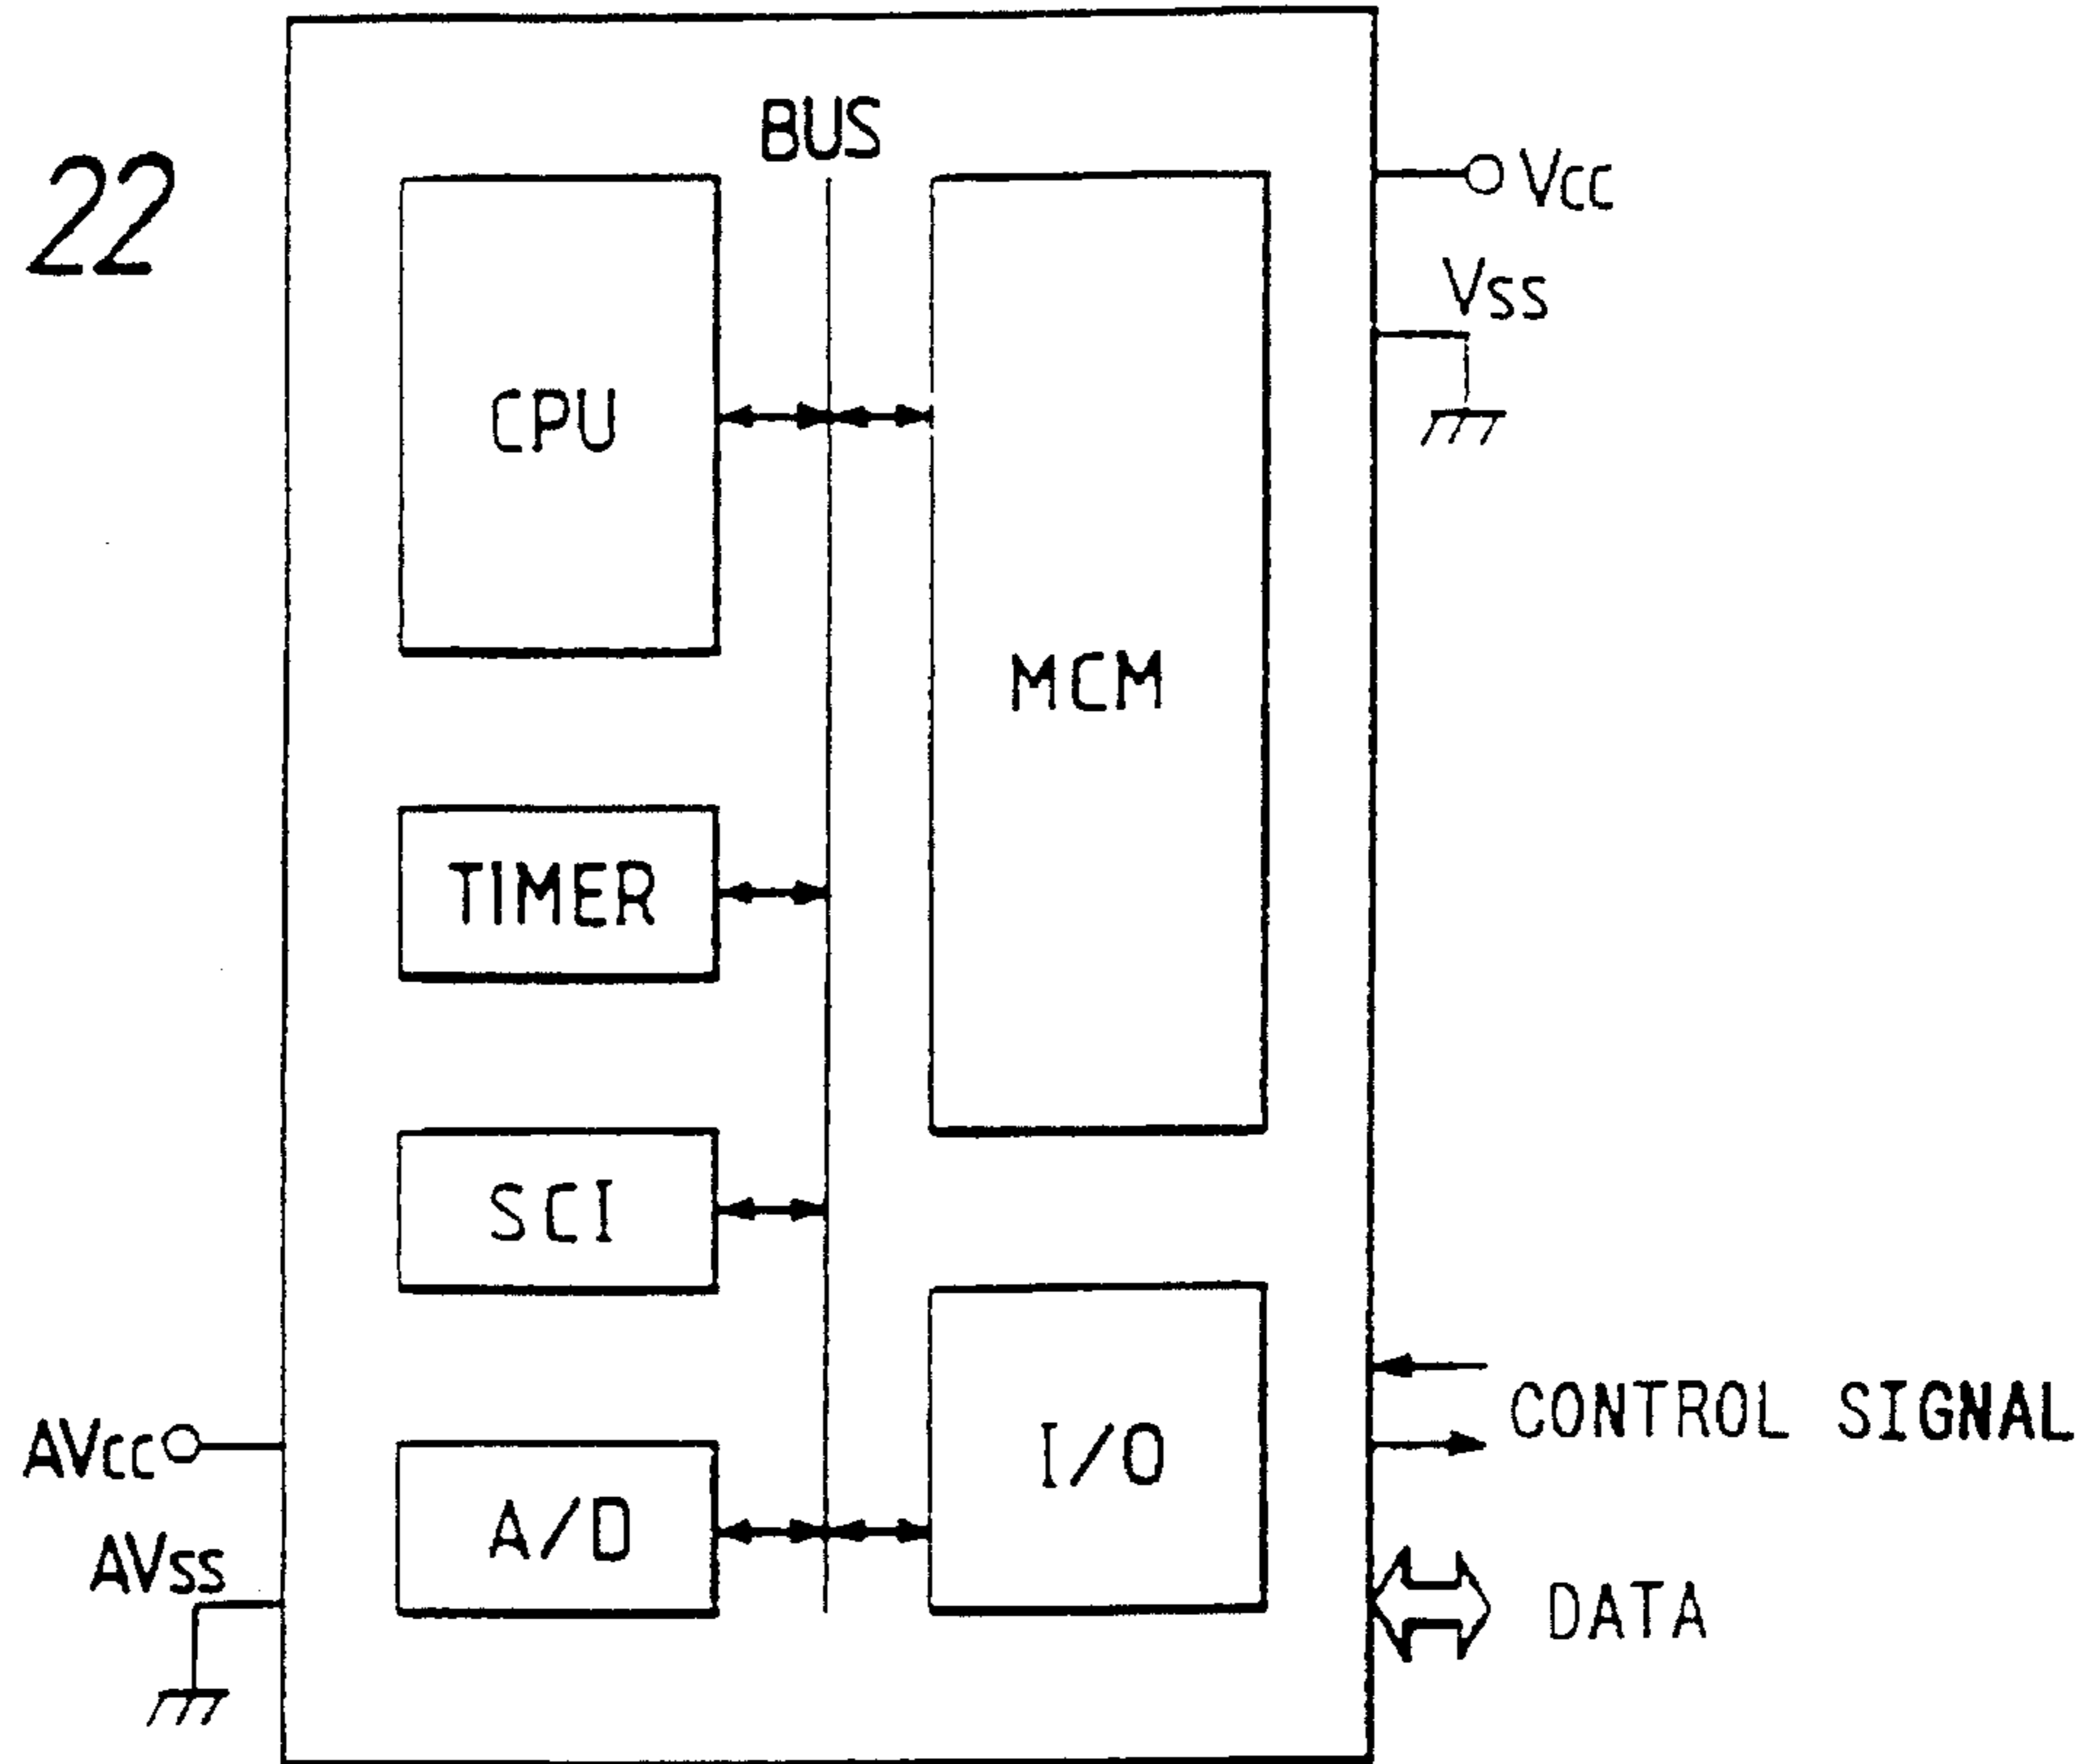 22
BUS
Vcc
Vss
CPU
MCM
TIMER
SCI
CONTROL SIGNAL
AVcc
I/O
A/D
AVss
DATA